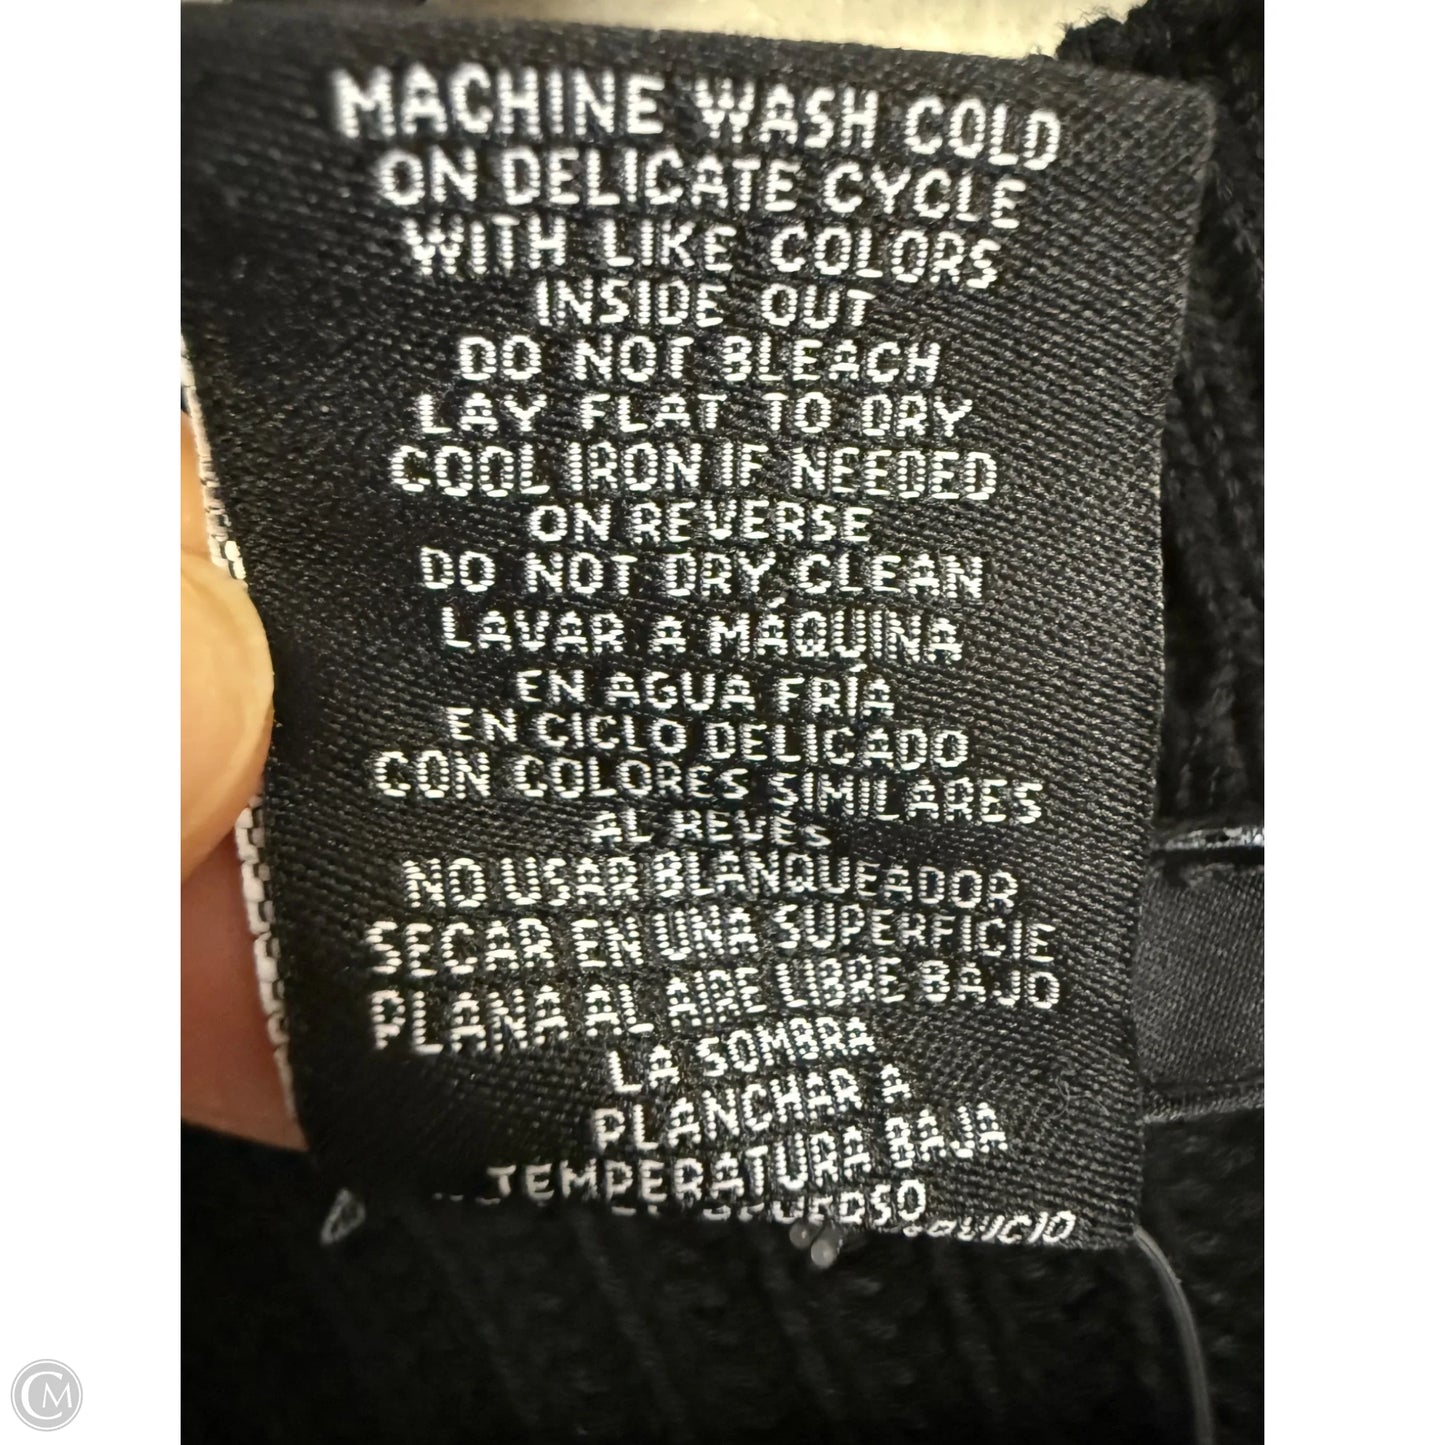 MACHINE WASH COLD
ON DELICATE CYCLE
WITH LIKE COLORS
INSIDE OUT
DO NOT BLEACH
LAY FLAT TO DRY
COOL IRON IF NEEDED
ON REVERSE
DO NOT DRY CLEAN
LAVAR A MÁQUINA
EN AGUA FRÍA
EN CICLO DELICADO
CON COLORES SIMILARES
AL REVÉS
NO USAR BLANQUEADOR
SECAR EN UNA SUPERFICIE
PLANA AL AIRE LIBRE BAJO
LA SOMBRA
PLANCHAR A
TEMPERATURA BAJA
CM